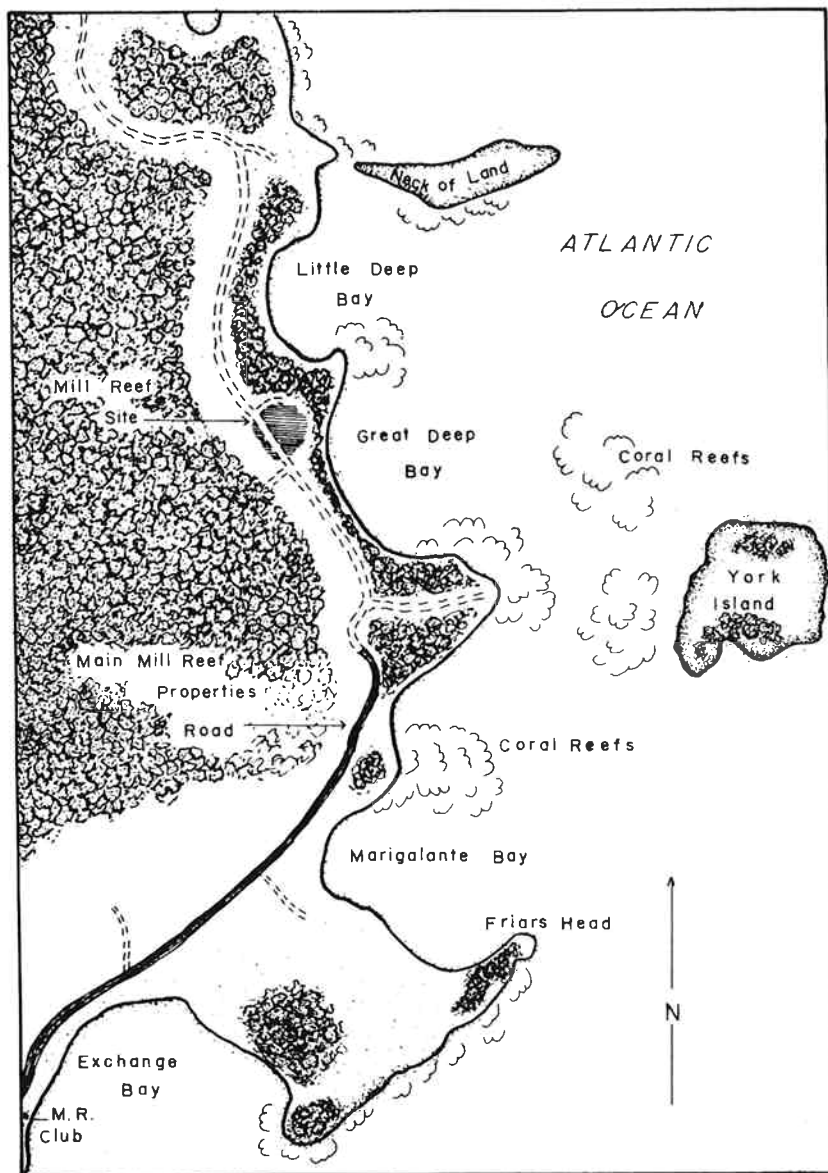 Neck of Land
ATLANTIC
OCEAN
Little Deep
Bay
Mill Reef
Site
Great Deep
Bay
Coral Reefs
York
Island
Main Mill Reef
Properties
Road
Coral Reefs
Marigalante Bay
Friars Head
N
Exchange
Bay
M.R.
Club